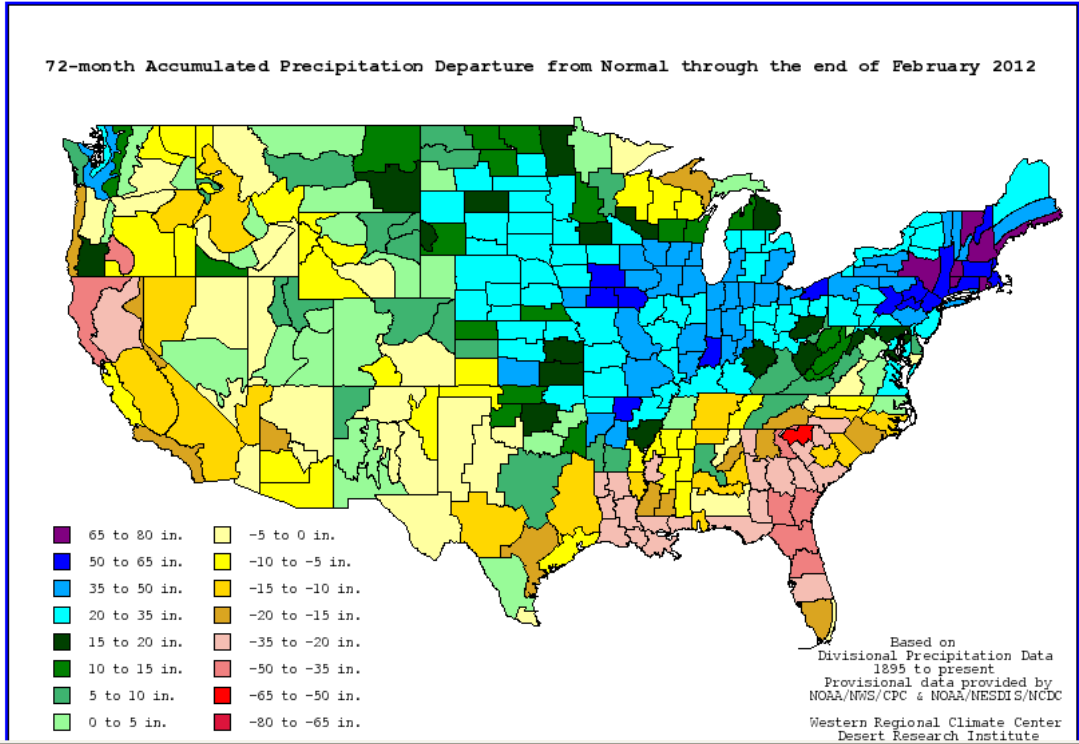 72-month Accumulated Precipitation Departure from Normal through the end of February 2012
65 to 80 in.
50 to 65 in.
35 to 50 in.
20 to 35 in.
15 to 20 in.
10 to 15 in.
5 to 10 in.
0 to 5 in.
-5 to 0 in.
-10 to -5 in.
-15 to -10 in.
-20 to -15 in.
-35 to -20 in.
-50 to -35 in.
-65 to -50 in.
-80 to -65 in.
Based on
Divisional Precipitation Data
1895 to present
Provisional data provided by
NOAA/NWS/CPC & NOAA/NESDIS/NCDC
Western Regional Climate Center
Desert Research Institute